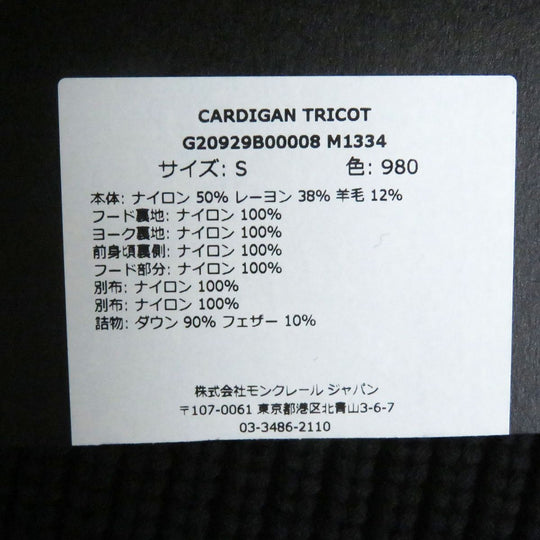 CARDIGAN TRICOT
G20929B00008 M1334
サイズ: S 色: 980
本体: ナイロン 50% レーヨン 38% 羊毛 12%
フード裏地: ナイロン 100%
ヨーク裏地: ナイロン 100%
前身頃裏側: ナイロン 100%
フード部分: ナイロン 100%
別布: ナイロン 100%
別布: ナイロン 100%
詰物: ダウン 90% フェザー 10%
株式会社モンクレール ジャパン
〒107-0061 東京都港区北青山3-6-7
03-3486-2110